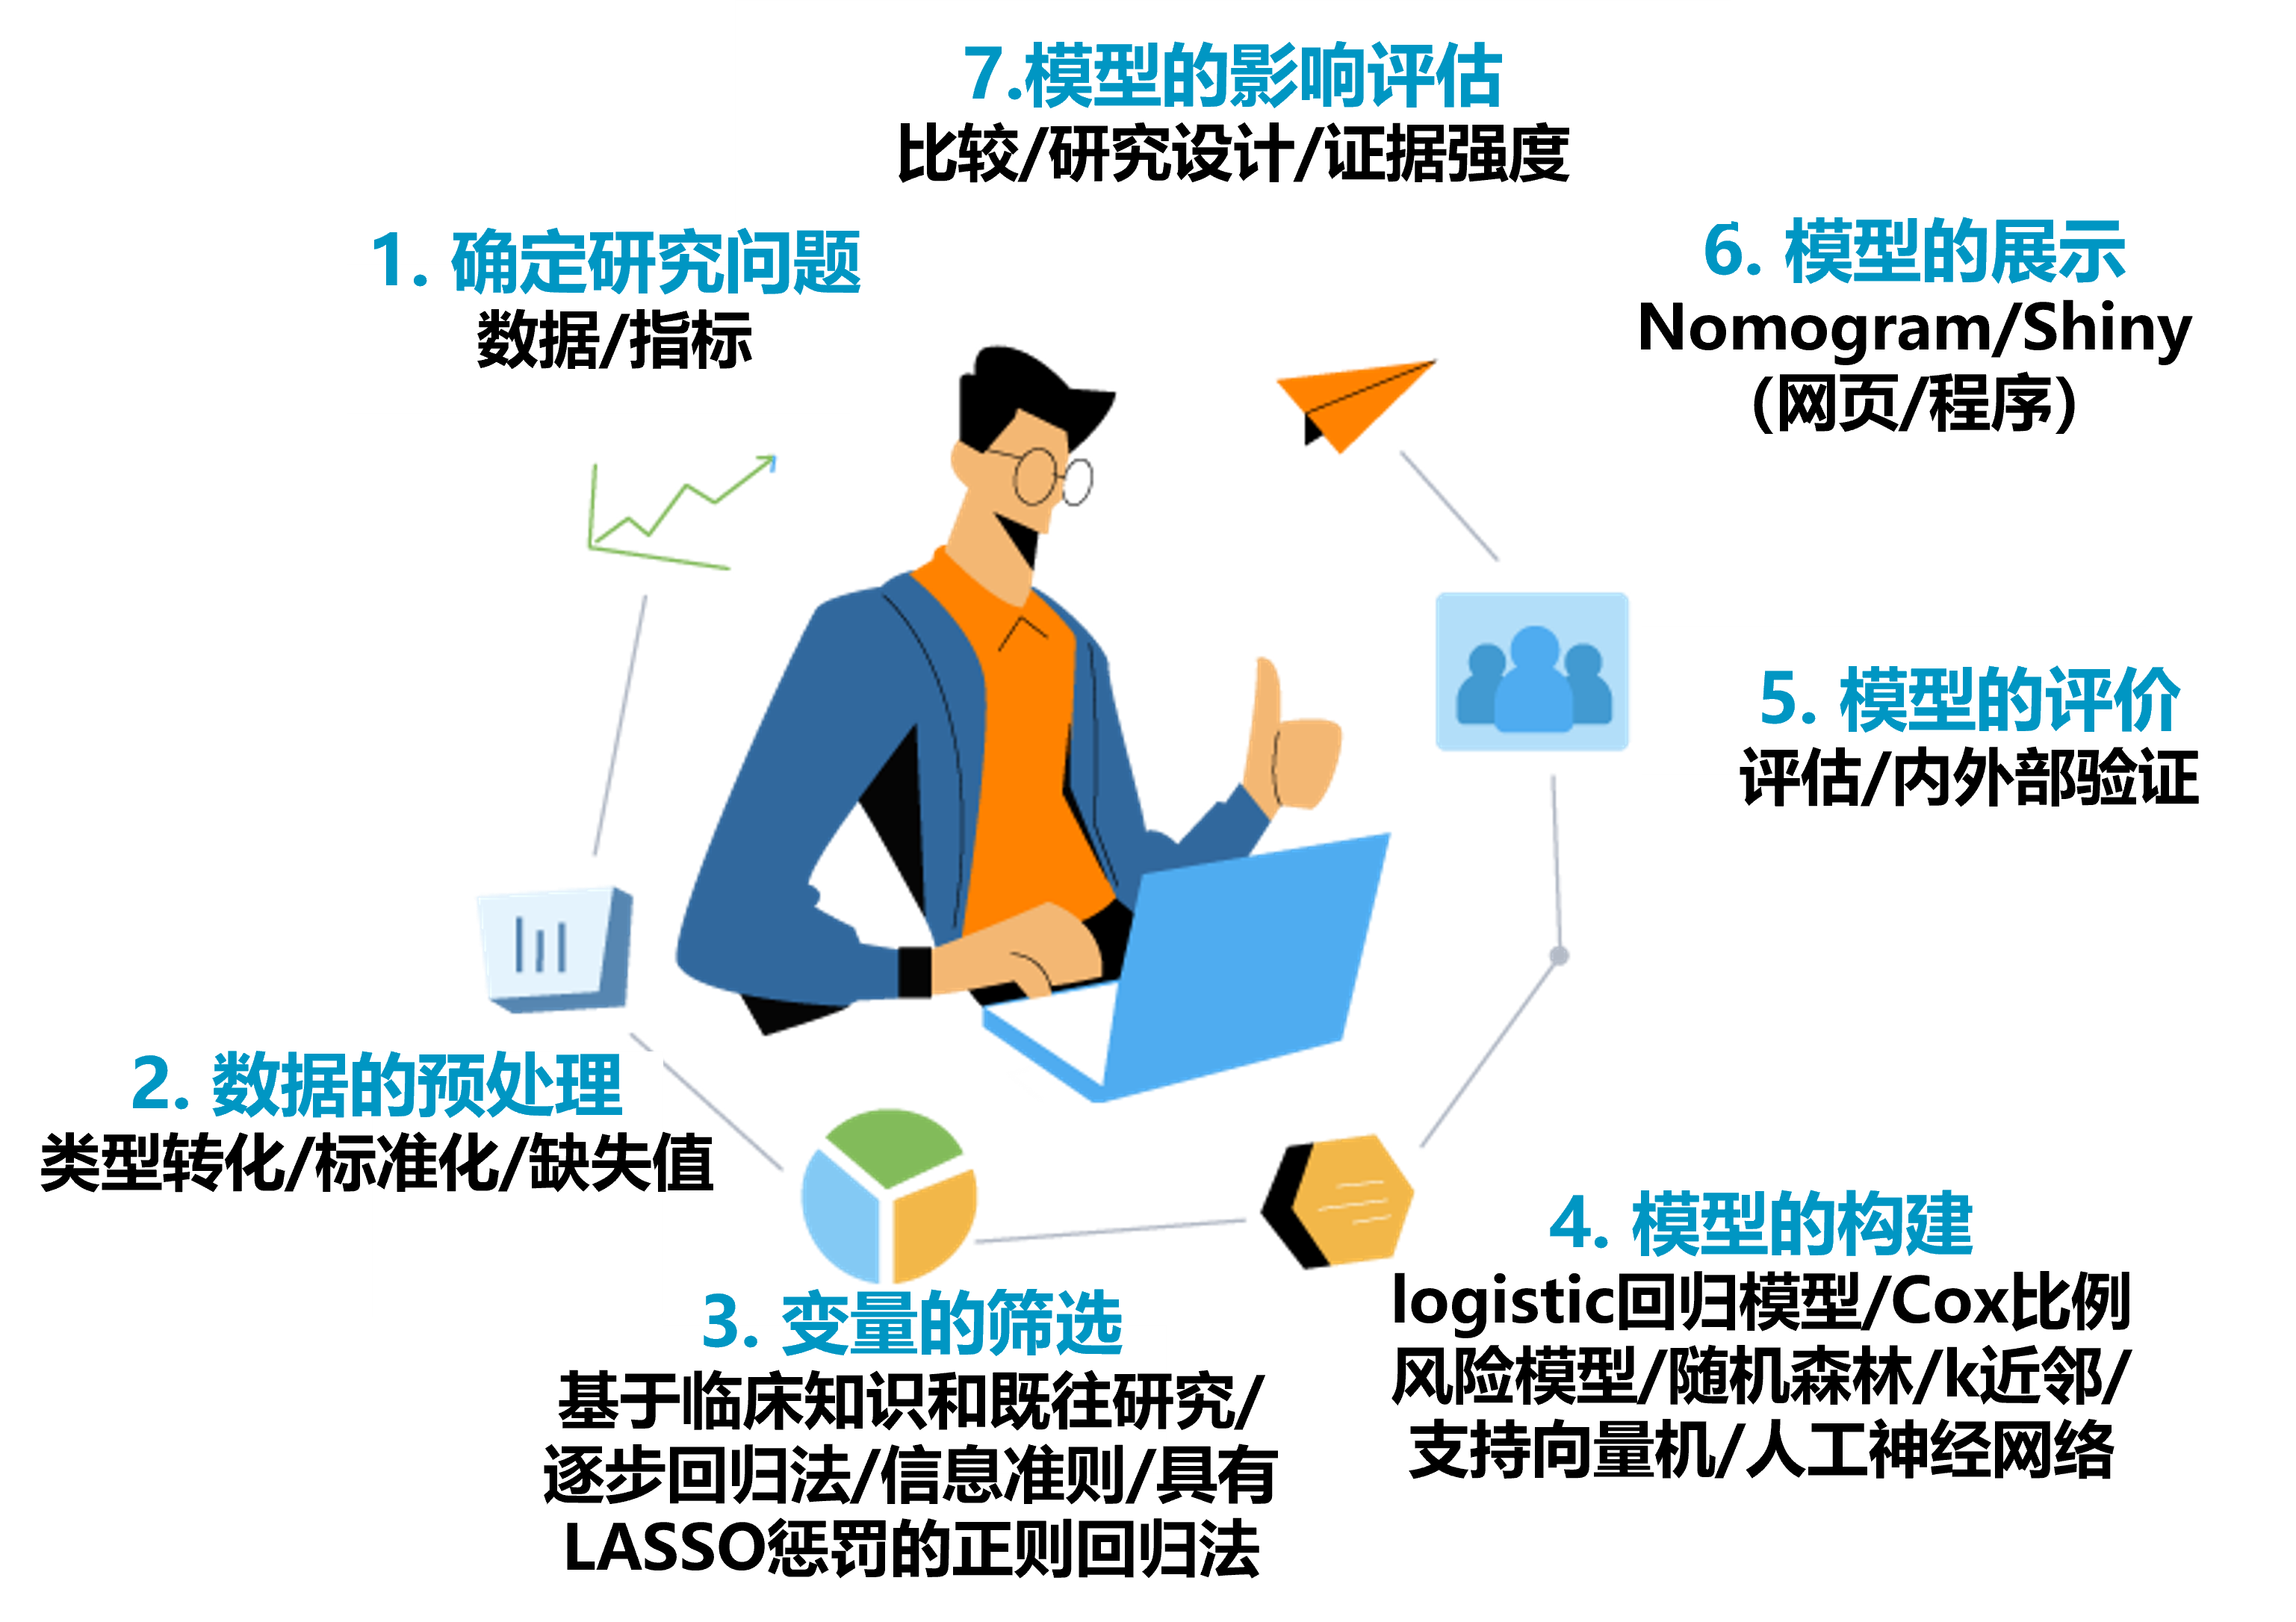 7.模型的影响评估
比较/研究设计/证据强度
1. 确定研究问题
数据/指标
6. 模型的展示
Nomogram/Shiny
(网页/程序)
5. 模型的评价
评估/内外部验证
2. 数据的预处理
类型转化/标准化/缺失值
4. 模型的构建
logistic回归模型/Cox比例
风险模型/随机森林/k近邻/
支持向量机/人工神经网络
3. 变量的筛选
基于临床知识和既往研究/
逐步回归法/信息准则/具有
LASSO惩罚的正则回归法